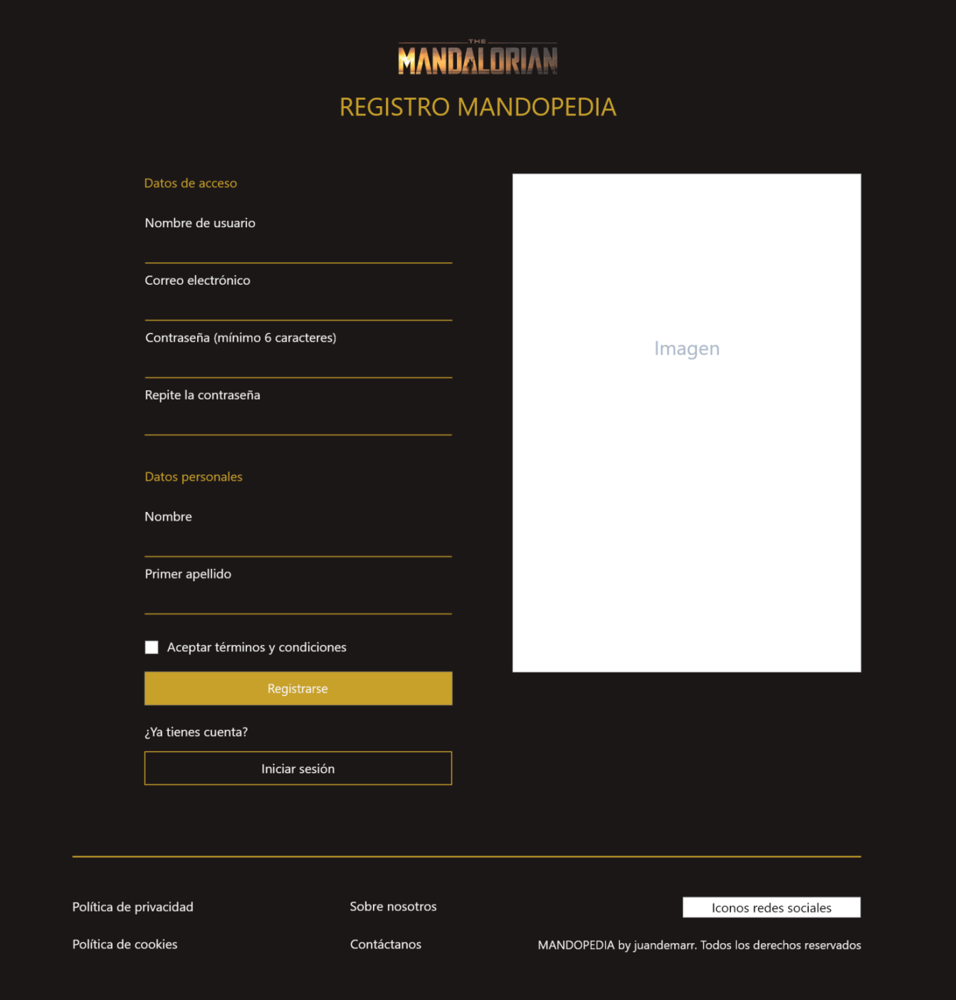 THE
MANDALORIAN
REGISTRO MANDOPEDIA
Datos de acceso
Nombre de usuario
Correo electrónico
Contraseña (mínimo 6 caracteres)
Repite la contraseña
Datos personales
Nombre
Primer apellido
Aceptar términos y condiciones
Registrarse
¿Ya tienes cuenta?
Iniciar sesión
Imagen
Política de privacidad
Política de cookies
Sobre nosotros
Contáctanos
Iconos redes sociales
MANDOPEDIA by juandemarr. Todos los derechos reservados